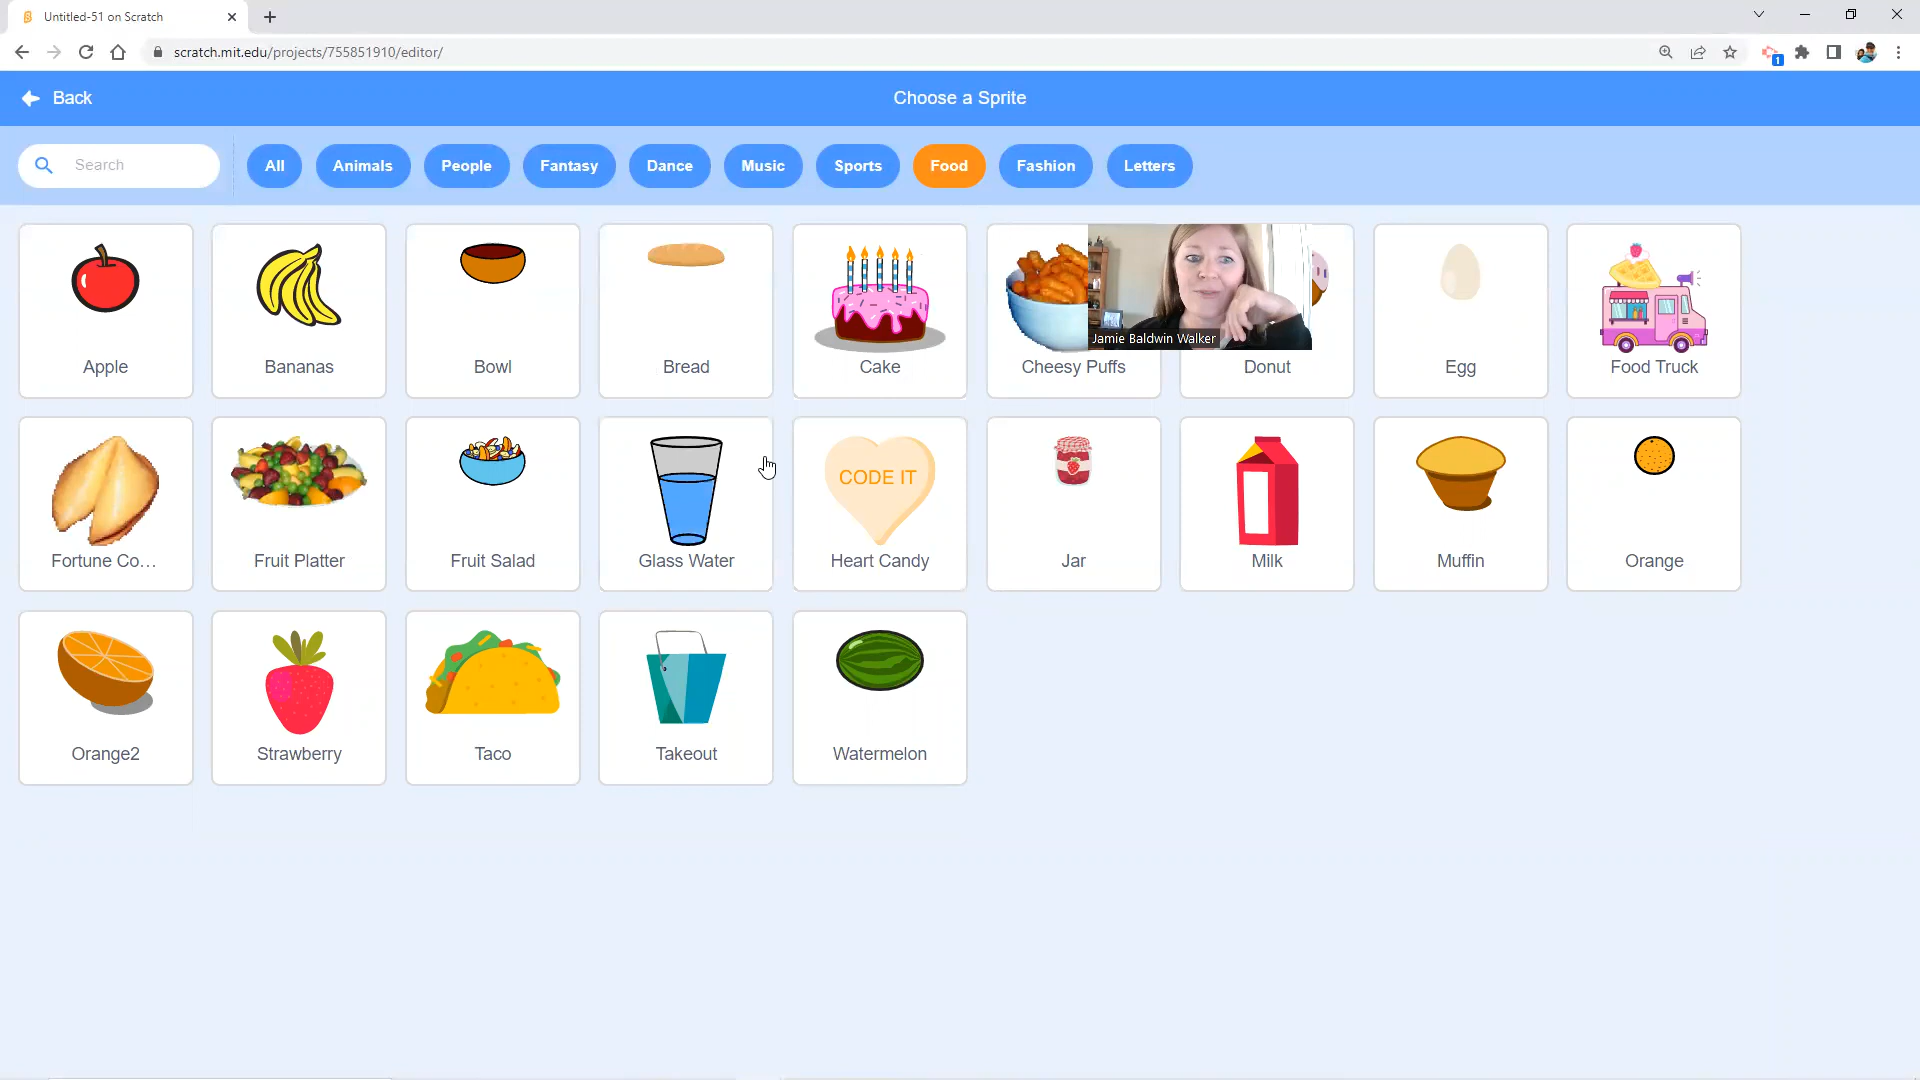 Untitled-51 on Scratch
scratch.mit.edu/projects/755851910/editor/
1
Back
Choose a Sprite
Search
All
Animals
People
Fantasy
Dance
Music
Sports
Food
Fashion
Letters
Jamie Baldwin Walker
Apple
Bananas
Bowl
Bread
Cake
Cheesy Puffs
Donut
Egg
Food Truck
CODE IT
Fortune Co...
Fruit Platter
Fruit Salad
Glass Water
Heart Candy
Jar
Milk
Muffin
Orange
Orange2
Strawberry
Taco
Takeout
Watermelon